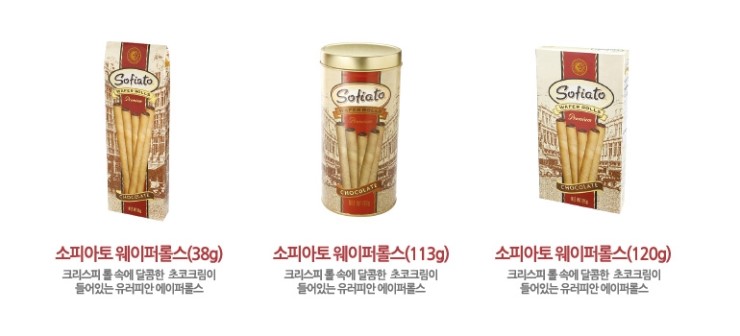 Sofiato
WAFER ROLLS
Premium
CHOCOLATE
Sofiato
WAFER ROLLS
Premium
CHOCOLATE
Sofiato
WAFER ROLLS
Premium
CHOCOLATE
소피아토 웨이퍼롤스(38g)
크리스피 롤 속에 달콤한 초코크림이
들어있는 유러피안 에이퍼롤스
소피아토 웨이퍼롤스(113g)
크리스피 롤 속에 달콤한 초코크림이
들어있는 유러피안 에이퍼롤스
소피아토 웨이퍼롤스(120g)
크리스피 롤 속에 달콤한 초코크림이
들어있는 유러피안 에이퍼롤스